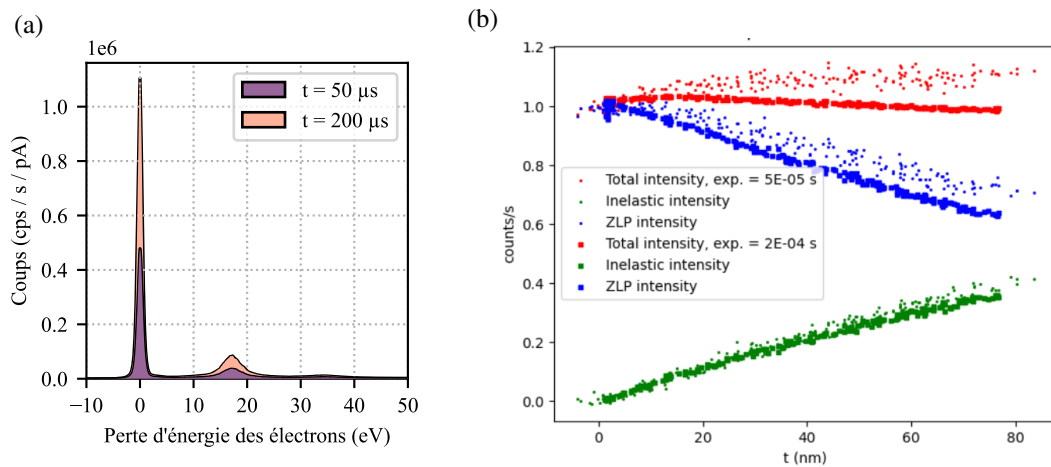 (a)
1e6
t = 50 μs
t = 200 μs
1.0
0.8
0.6
0.4
0.2
0.0
−10
0
10
20
30
40
50
Coups (cps / s / pA)
Perte d'énergie des électrons (eV)
(b)
1.2
1.0
0.8
0.6
0.4
0.2
0.0
counts/s
Total intensity, exp. = 5E-05 s
Inelastic intensity
ZLP intensity
Total intensity, exp. = 2E-04 s
Inelastic intensity
ZLP intensity
0
20
40
60
80
t (nm)